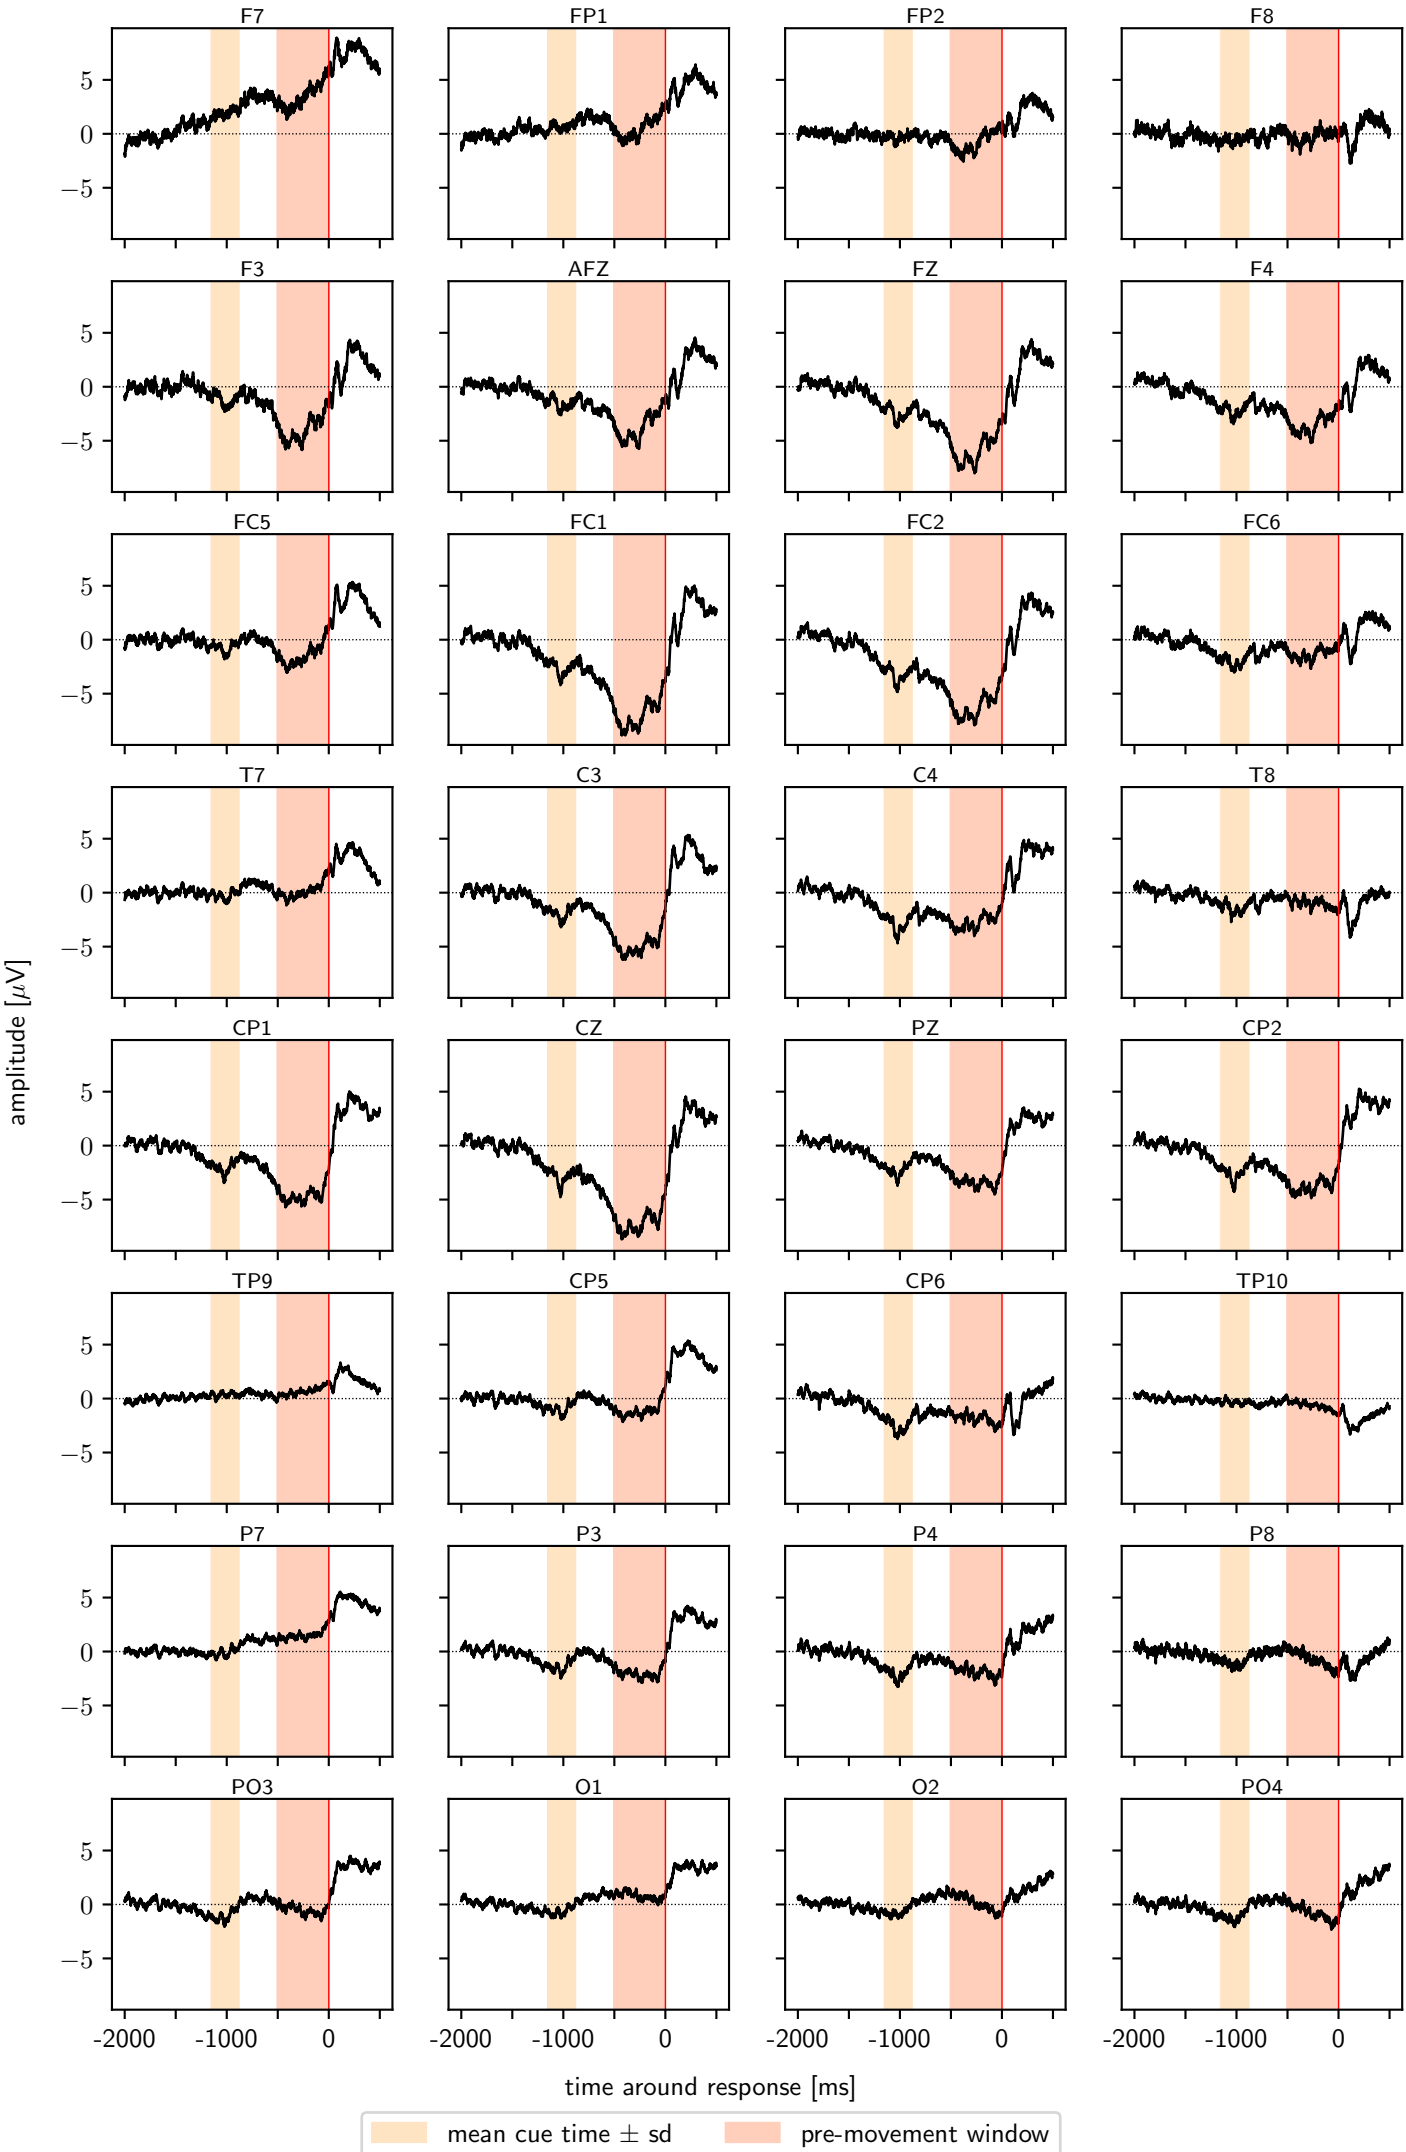 F7 FP1 FP2 F8
5
0
−5
F3 AFZ FZ F4
5
0
−5
FC5 FC1 FC2 FC6
5
0
−5
T7 C3 C4 T8
5
0
−5
amplitude [μV]
CP1 CZ PZ CP2
5
0
−5
TP9 CP5 CP6 TP10
5
0
−5
P7 P3 P4 P8
5
0
−5
PO3 O1 O2 PO4
5
0
−5
-2000 -1000 0 -2000 -1000 0 -2000 -1000 0 -2000 -1000 0
time around response [ms]
mean cue time ± sd pre-movement window